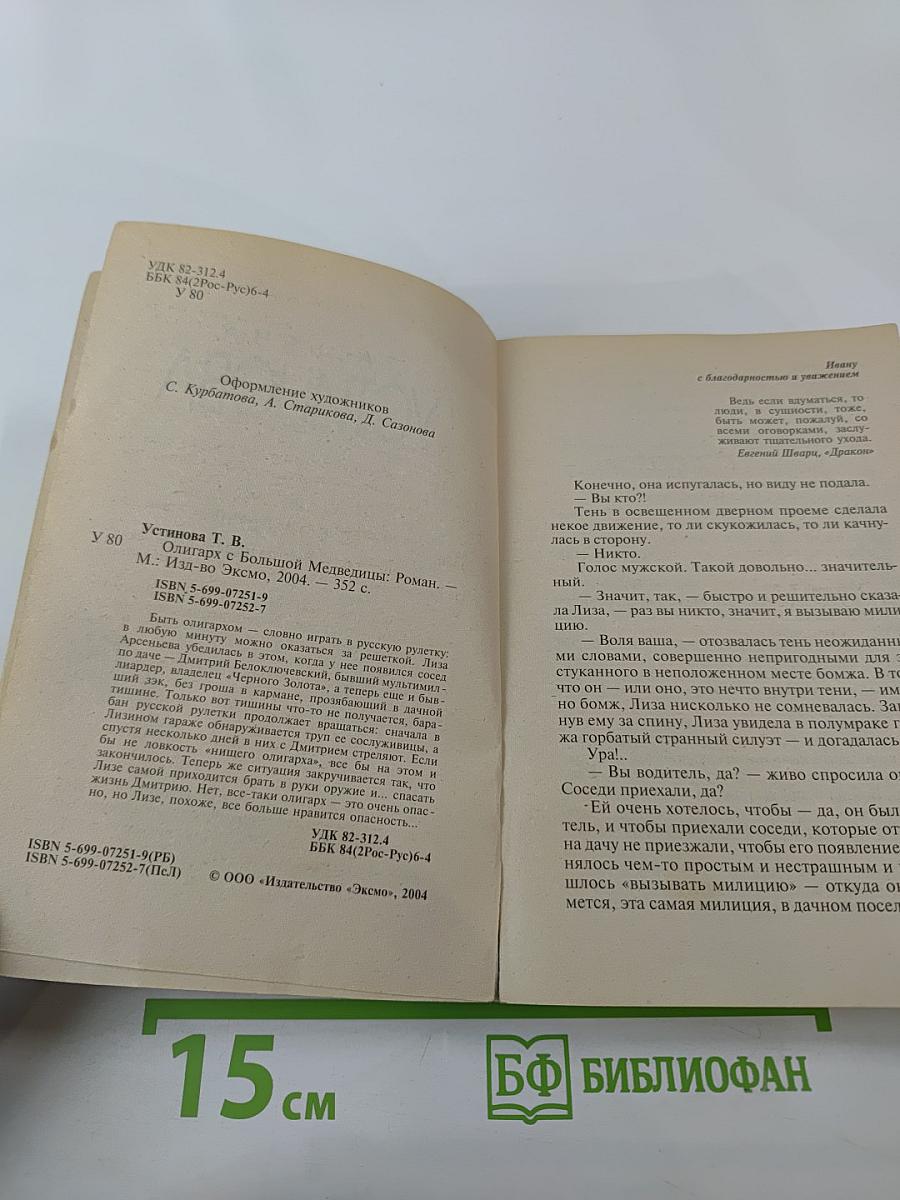 УДК 82-312.4
ББК 84(2Рос-Рус)6-4
У 80
Оформление художников
С. Курбатова, А. Старикова, Д. Сазонова
Устинова Т. В.
У 80 Олигарх с Большой Медведицы: Роман. —
М.: Изд-во Эксмо, 2004. — 352 с.
ISBN 5-699-07251-9
ISBN 5-699-07252-7
Быть олигархом — словно играть в русскую рулетку:
в любую минуту можно оказаться за решеткой. Лиза
Арсеньева убедилась в этом, когда у нее появился сосед
по даче — Дмитрий Белоключевский, бывший мультимил-
лиардер, владелец «Черного Золота», а теперь еще и быв-
ший зэк, без гроша в кармане, прозябающий в дачной
тишине. Только вот тишины что-то не получается, бара-
бан русской рулетки продолжает вращаться: сначала в
Лизином гараже обнаруживается труп ее сослуживицы, а
спустя несколько дней в них с Дмитрием стреляют. Если
бы не ловкость «нищего олигарха», все бы на этом и
закончилось. Теперь же ситуация закручивается так, что
Лизе самой приходится брать в руки оружие и... спасать
жизнь Дмитрию. Нет, все-таки олигарх — это очень опас-
но, но Лизе, похоже, все больше нравится опасность...
УДК 82-312.4
ББК 84(2Рос-Рус)6-4
ISBN 5-699-07251-9(РБ)
ISBN 5-699-07252-7(ПсЛ)
© ООО «Издательство «Эксмо», 2004
Ивану
с благодарностью и уважением
Ведь если вдуматься, то
люди, в сущности, тоже,
быть может, пожалуй, со
всеми оговорками, заслу-
живают тщательного ухода.
Евгений Шварц, «Дракон»
Конечно, она испугалась, но виду не подала.
— Вы кто?!
Тень в освещенном дверном проеме сделала
некое движение, то ли скукожилась, то ли качну-
лась в сторону.
— Никто.
Голос мужской. Такой довольно... значитель-
ный.
— Значит, так, — быстро и решительно сказа-
ла Лиза, — раз вы никто, значит, я вызываю мили-
цию.
— Воля ваша, — отозвалась тень неожиданны
ми словами, совершенно непригодными для з
стуканного в неположенном месте бомжа. В то
что он — или оно, это нечто внутри тени, — им
но бомж, Лиза нисколько не сомневалась. Загл
нув ему за спину, Лиза увидела в полумраке г
жа горбатый странный силуэт — и догадалась
Ура!..
— Вы водитель, да? — живо спросила он
Соседи приехали, да?
Ей очень хотелось, чтобы — да, он был
тель, и чтобы приехали соседи, которые от
на дачу не приезжали, чтобы его появление
нялось чем-то простым и нестрашным и
шлось «вызывать милицию» — откуда он
мется, эта самая милиция, в дачном посел
15 см
БФ БИБЛИОФАН